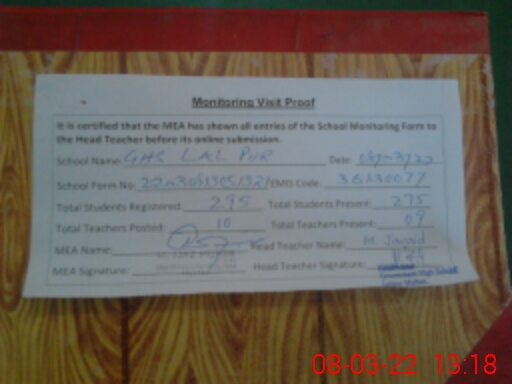 Monitoring Visit Proof
It is certified that the MEA has shown all entries of the School Monitoring Form to
the Head Teacher before its online submission.
School Name: GHS LAL PUR Date:
School Form No: EMIS Code: 36130077
Total Students Registered: 295 Total Students Present: 275
Total Teachers Posted: 10 Total Teachers Present: 09
MEA Name: Head Teacher Name: M. Javaid
MEA Signature: Head Teacher Signature:
08-03-22 13:18